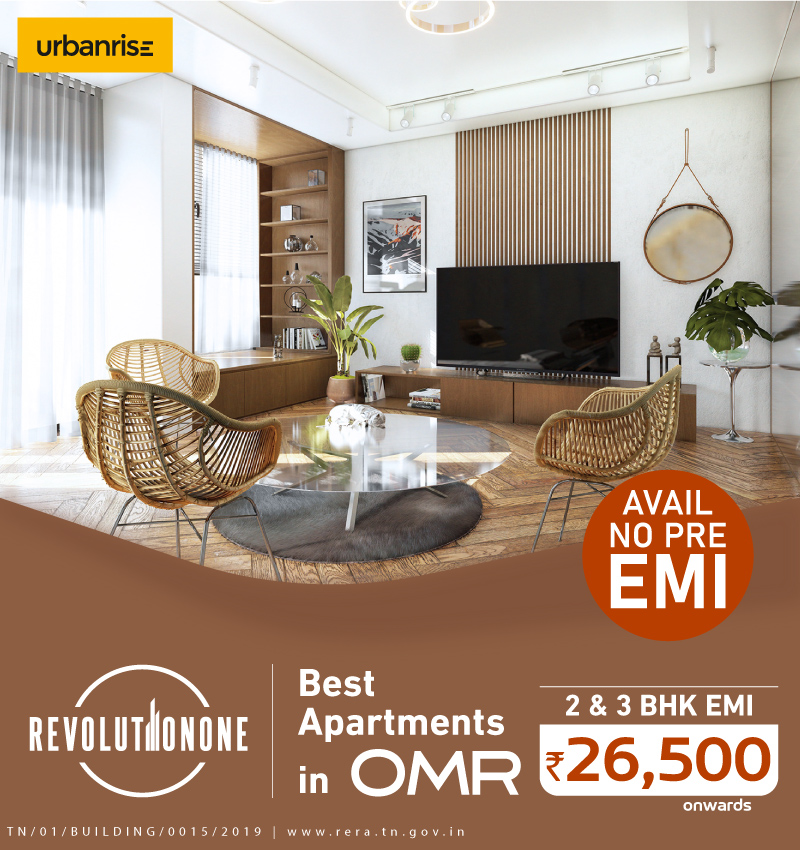 urbanrise
AVAIL
NO PRE
EMI
REVOLUTIONONE
Best
Apartments
in OMR
2 & 3 BHK EMI
₹26,500
onwards
TN/01/BUILDING/0015/2019 | www.rera.tn.gov.in